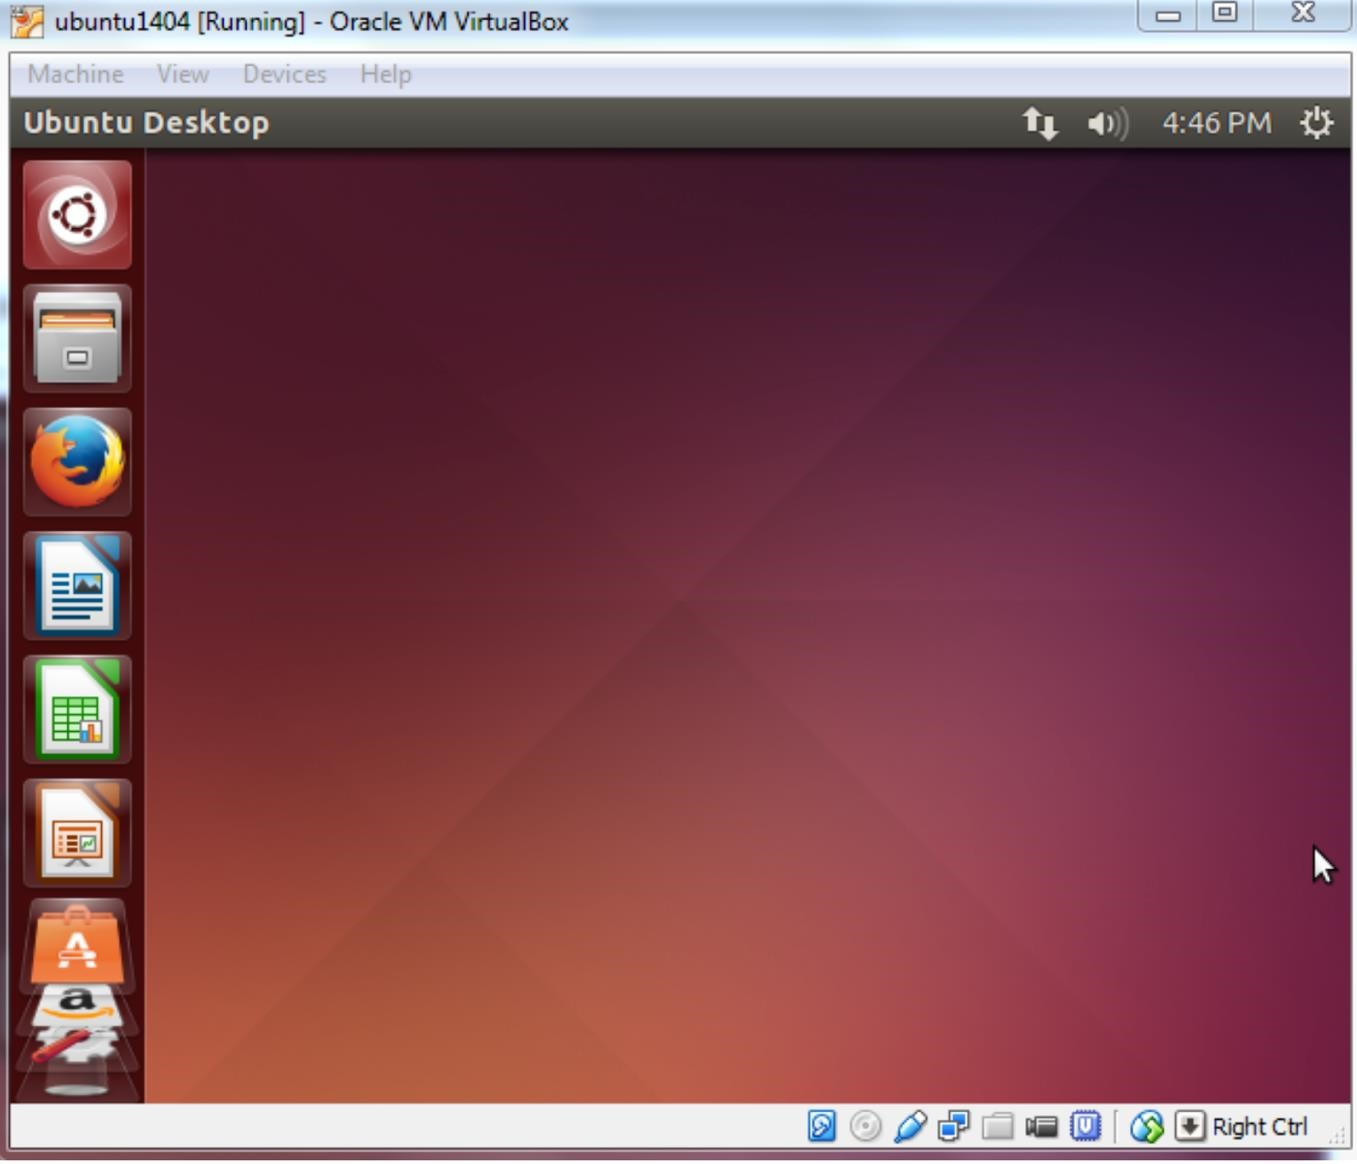 ubuntu1404 [Running] - Oracle VM VirtualBox
Machine View Devices Help
Ubuntu Desktop 4:46 PM
A
a
Right Ctrl